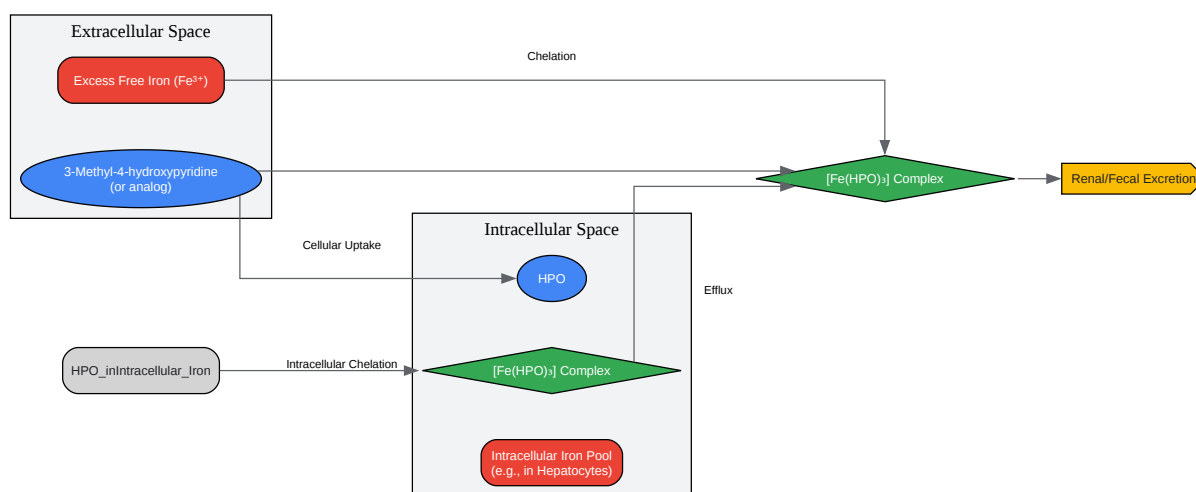 Extracellular Space
Chelation
Excess Free Iron (Fe³⁺)
3-Methyl-4-hydroxypyridine
(or analog)
[Fe(HPO)₃] Complex
Renal/Fecal Excretion
Intracellular Space
Cellular Uptake
HPO
Efflux
HPO_inIntracellular_Iron
Intracellular Chelation
[Fe(HPO)₃] Complex
Intracellular Iron Pool
(e.g., in Hepatocytes)